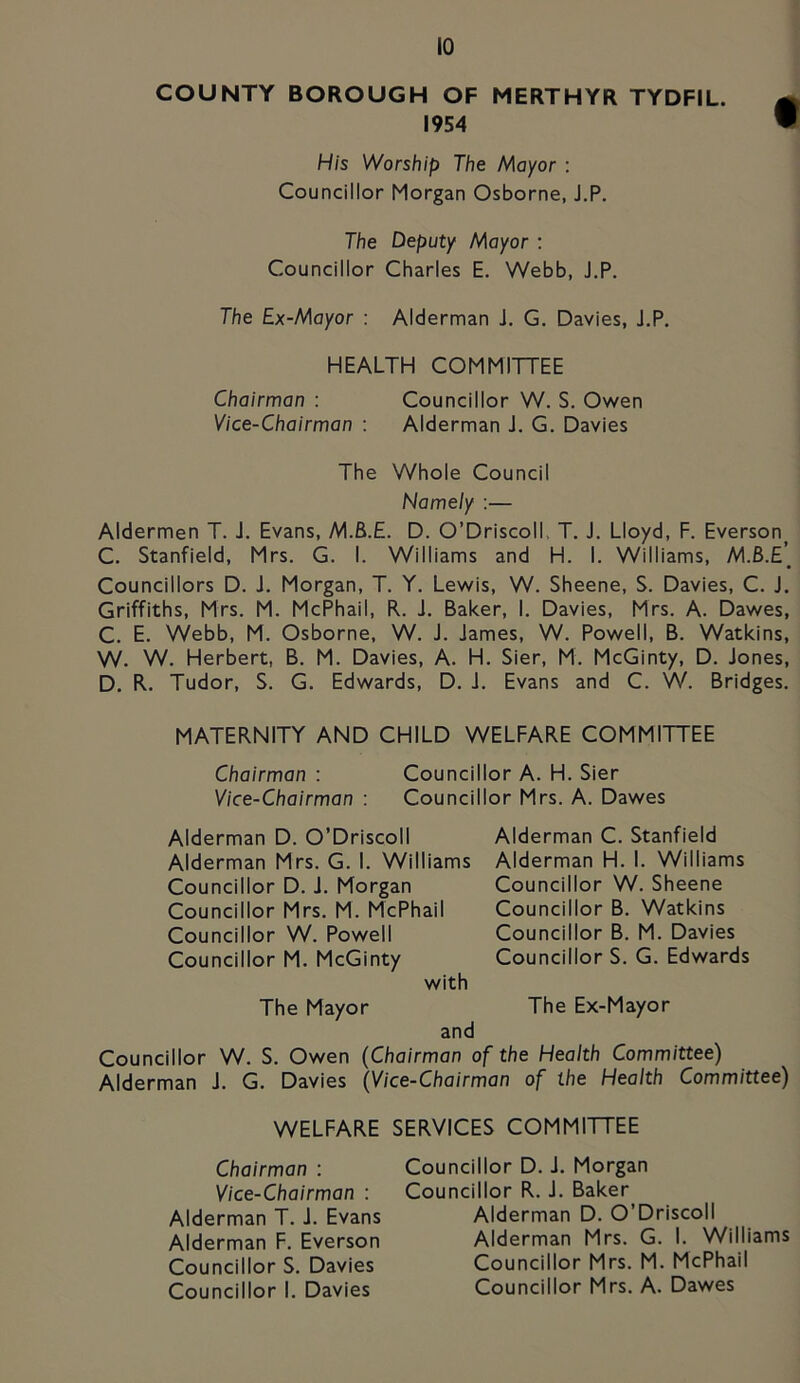 10
COUNTY BOROUGH OF MERTHYR TYDFIL.
1954
His Worship The Mayor :
Councillor Morgan Osborne, J.P.
The Deputy Mayor :
Councillor Charles E. Webb, J.P.
The Ex-Mayor : Alderman J. G. Davies, J.P.
HEALTH COMMITTEE
Chairman : Councillor W. S. Owen
Vice-Chairman : Alderman J. G. Davies
The Whole Council
Namely :—
Aldermen T. J. Evans, M.B.E. D. O'Driscoll, T. J. Lloyd, F. Everson,
C. Stanfield, Mrs. G. I. Williams and H. I. Williams, M.B.E.
Councillors D. J. Morgan, T. Y. Lewis, W. Sheene, S. Davies, C. J.
Griffiths, Mrs. M. McPhail, R. J. Baker, I. Davies, Mrs. A. Dawes,
C. E. Webb, M. Osborne, W. J. James, W. Powell, B. Watkins,
W. W. Herbert, B. M. Davies, A. H. Sier, M. McGinty, D. Jones,
D. R. Tudor, S. G. Edwards, D. J. Evans and C. W. Bridges.
MATERNITY AND CHILD WELFARE COMMITTEE
Chairman : Councillor A. H. Sier
Vice-Chairman : Councillor Mrs. A. Dawes
Alderman D. O'Driscoll Alderman C. Stanfield
Alderman Mrs. G. I. Williams Alderman H. I. Williams
Councillor D. J. Morgan Councillor W. Sheene
Councillor Mrs. M. McPhail Councillor B. Watkins
Councillor W. Powell Councillor B. M. Davies
Councillor M. McGinty Councillor S. G. Edwards
with
The Mayor The Ex-Mayor
and
Councillor W. S. Owen (Chairman of the Health Committee)
Alderman J. G. Davies (Vice-Chairman of the Health Committee)
WELFARE SERVICES COMMITTEE
Chairman : Councillor D. J. Morgan
Vice-Chairman : Councillor R. J. Baker
Alderman T. J. Evans Alderman D. O'Driscoll
Alderman F. Everson Alderman Mrs. G. I. Williams
Councillor S. Davies Councillor Mrs. M. McPhail
Councillor I. Davies Councillor Mrs. A. Dawes